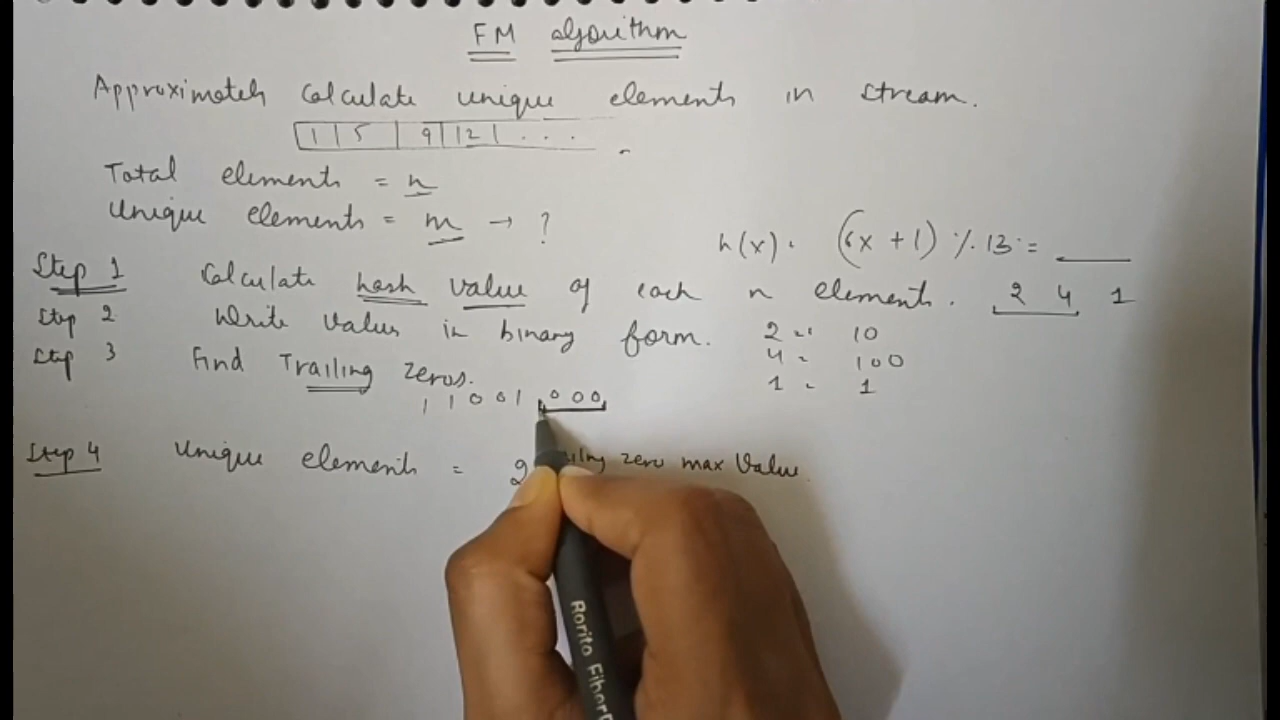 FM algorithm
Approximately Calculate unique elements in stream.
1 5 9 12 . . .
Total elements = n
Unique elements = m → ?
h(x) = (6x + 1) % 13 =
Step 1 Calculate hash value of each n elements. 2 4 1
Step 2 Write value in binary form. 2 = 10
4 = 100
Step 3 Find Trailing zeros. 1 = 1
1 1 0 0 1 0 0 0
Step 4 Unique elements = 2 zero max value.
Rorito Fiber